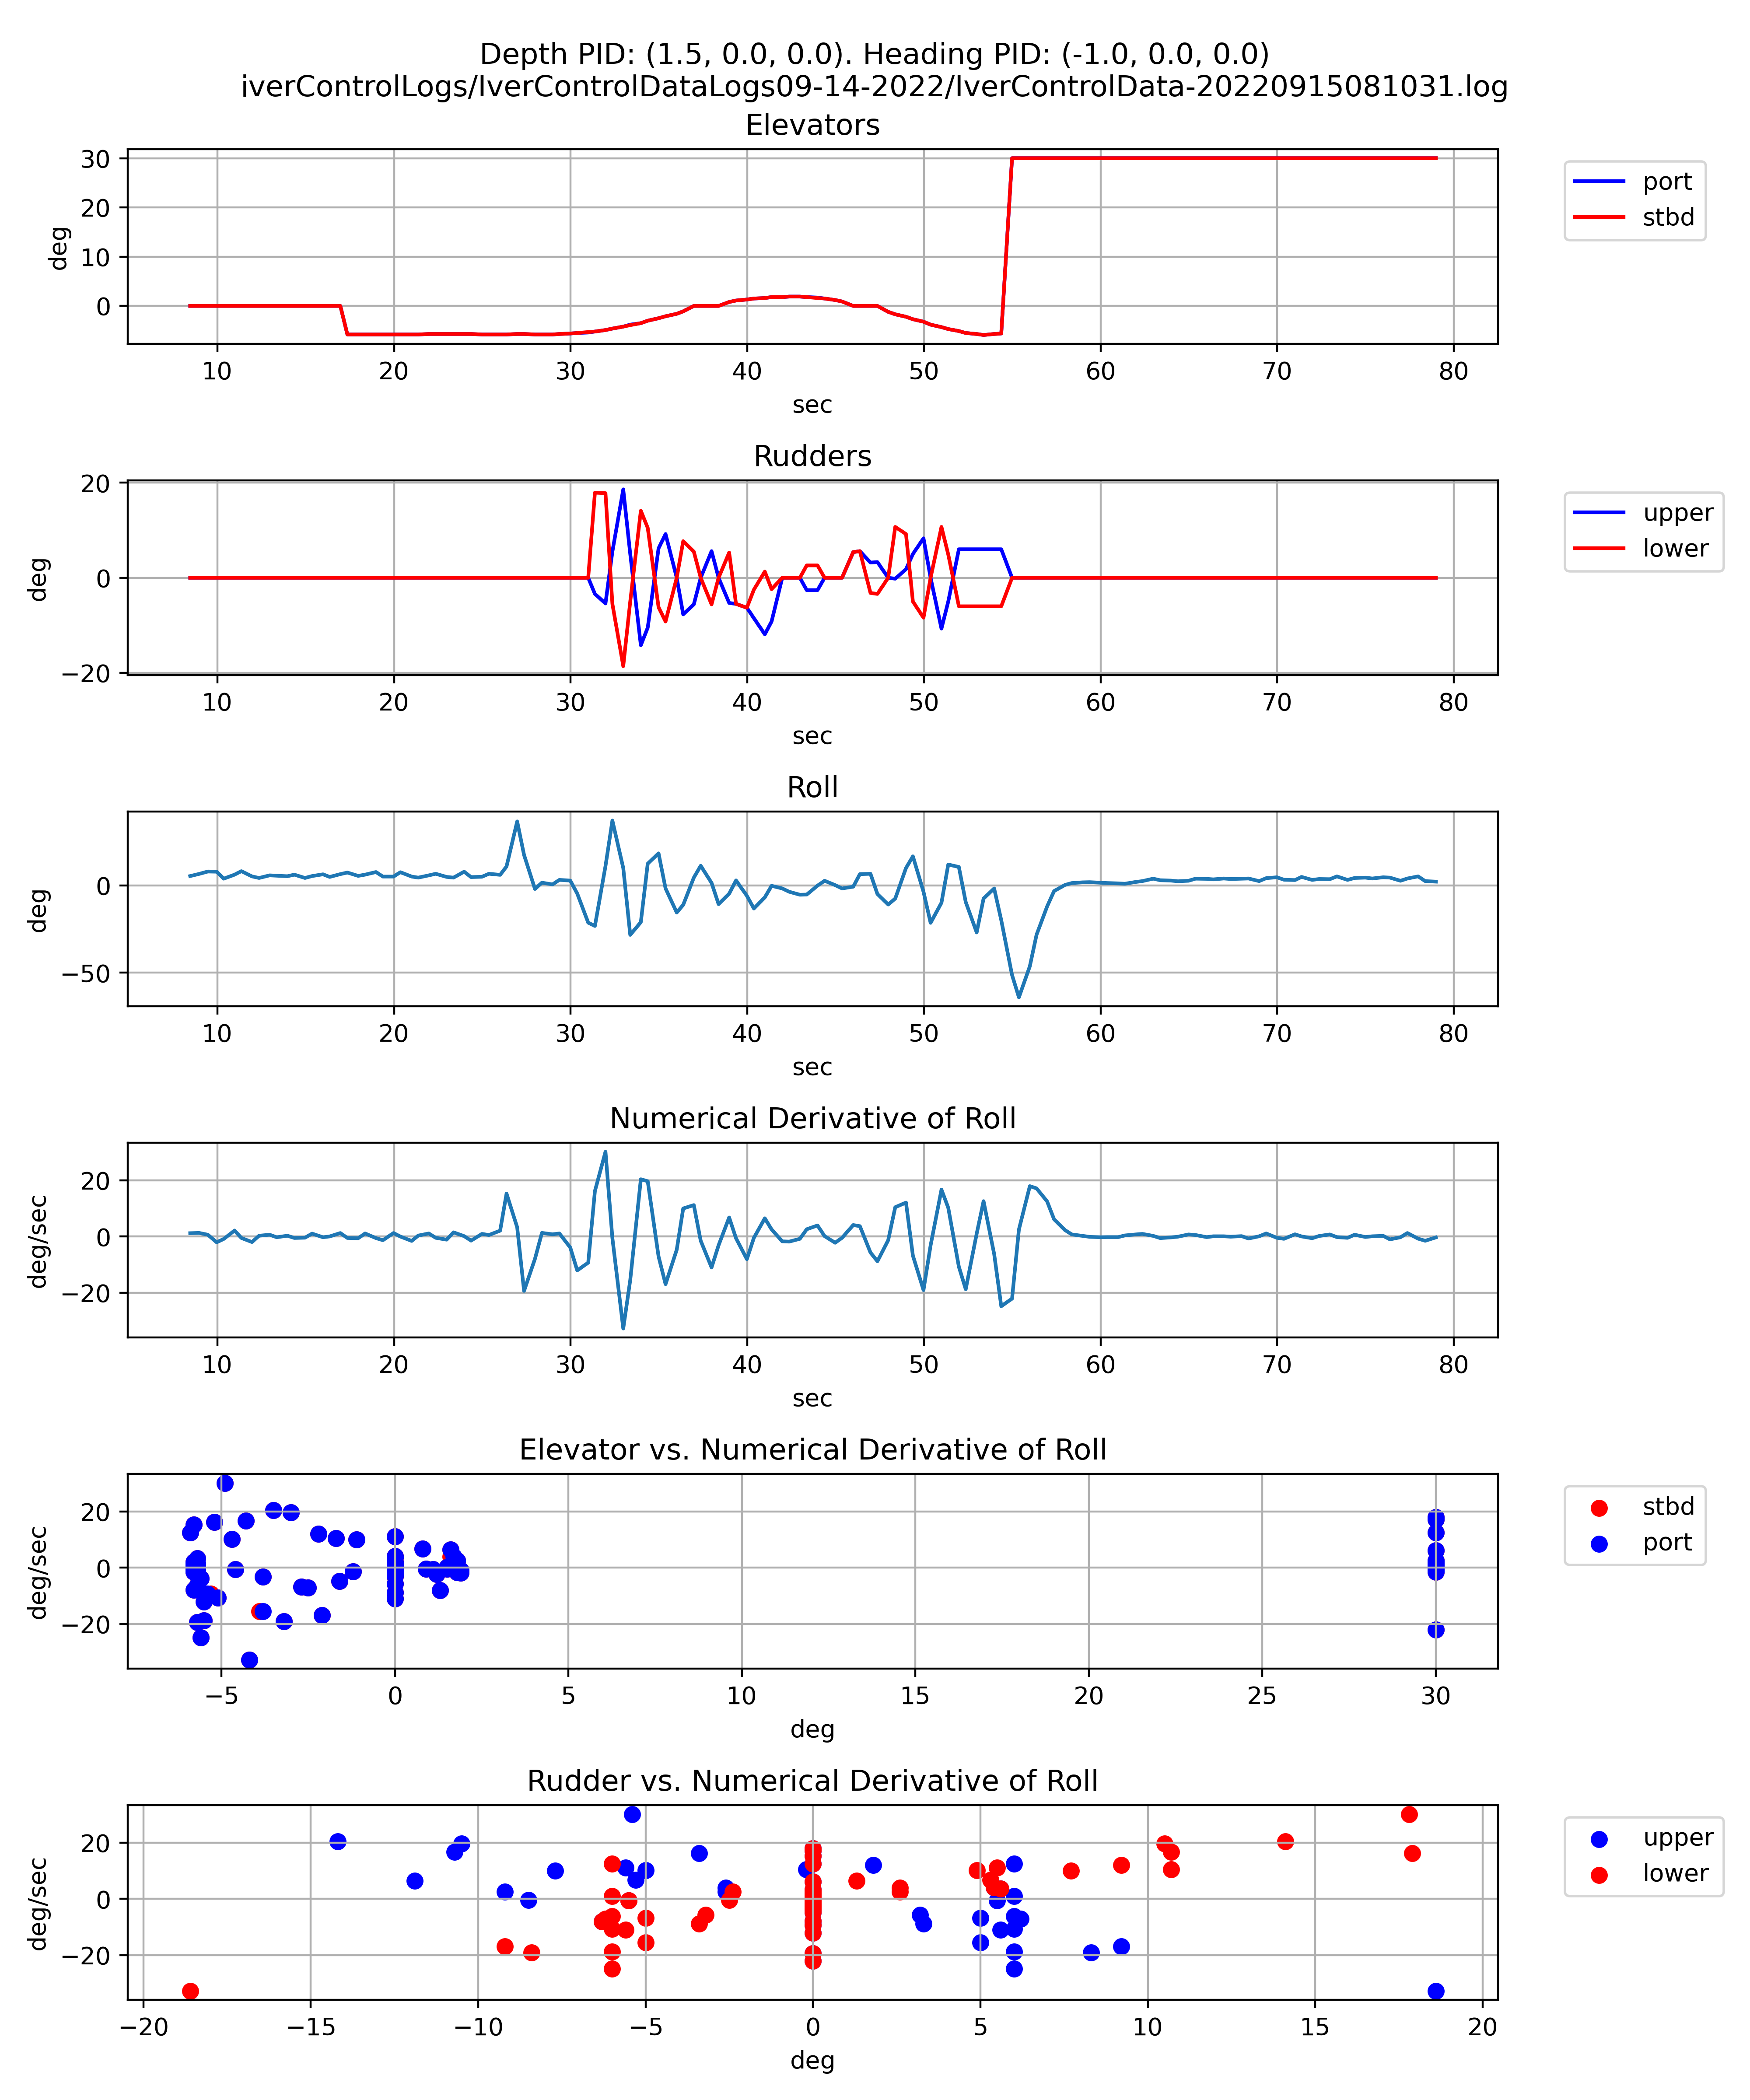 Depth PID: (1.5, 0.0, 0.0). Heading PID: (-1.0, 0.0, 0.0)
iverControlLogs/IverControlDataLogs09-14-2022/IverControlData-20220915081031.log
Elevators
30
20
10
0
deg
10 20 30 40 50 60 70 80
sec
port
stbd
Rudders
20
0
−20
deg
10 20 30 40 50 60 70 80
sec
upper
lower
Roll
0
−50
deg
10 20 30 40 50 60 70 80
sec
Numerical Derivative of Roll
20
0
−20
deg/sec
10 20 30 40 50 60 70 80
sec
Elevator vs. Numerical Derivative of Roll
20
0
−20
deg/sec
−5 0 5 10 15 20 25 30
deg
stbd
port
Rudder vs. Numerical Derivative of Roll
20
0
−20
deg/sec
−20 −15 −10 −5 0 5 10 15 20
deg
upper
lower